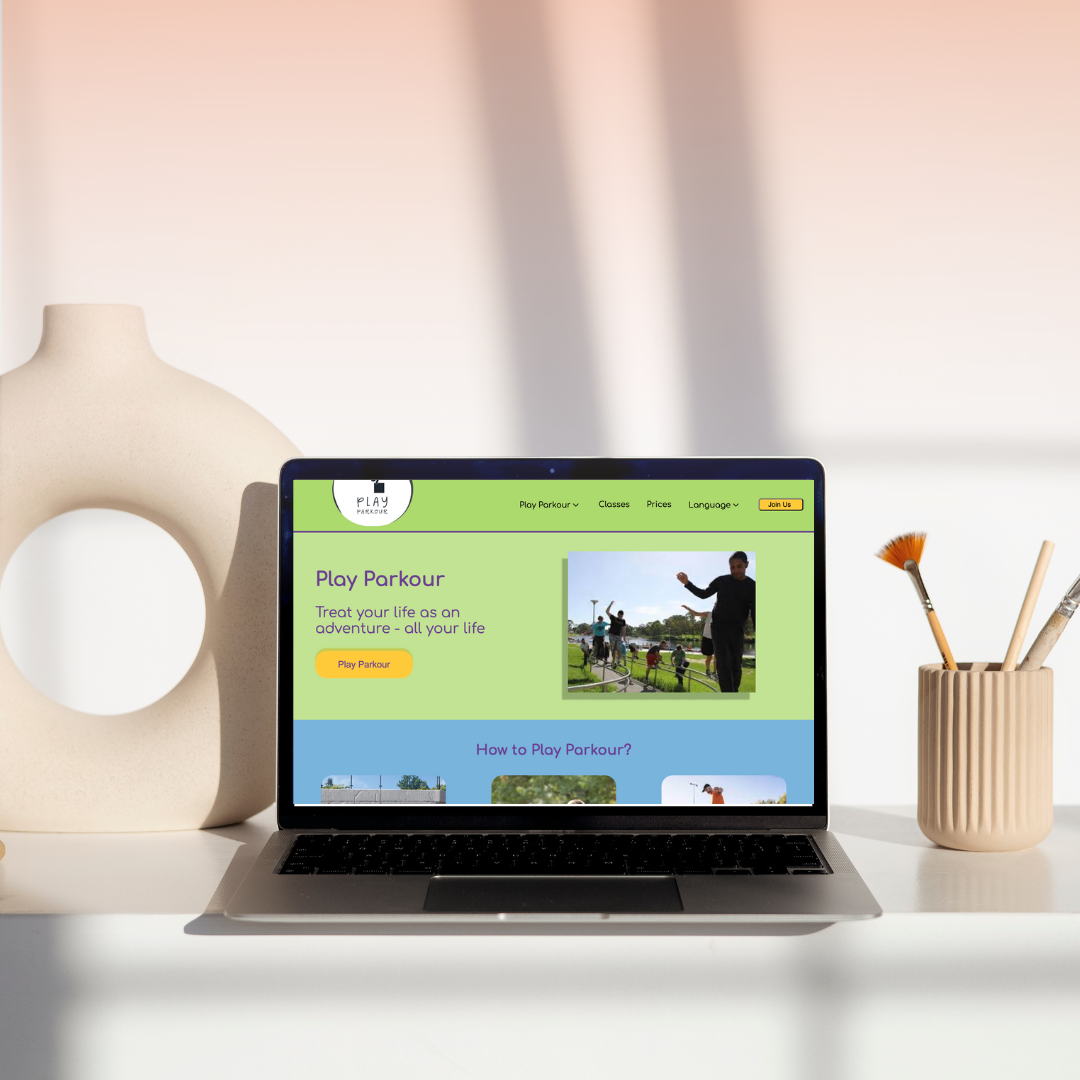 PLAY
PARKOUR
Play Parkour
Classes
Prices
Language
Join Us
Play Parkour
Treat your life as an
adventure - all your life
Play Parkour
How to Play Parkour?